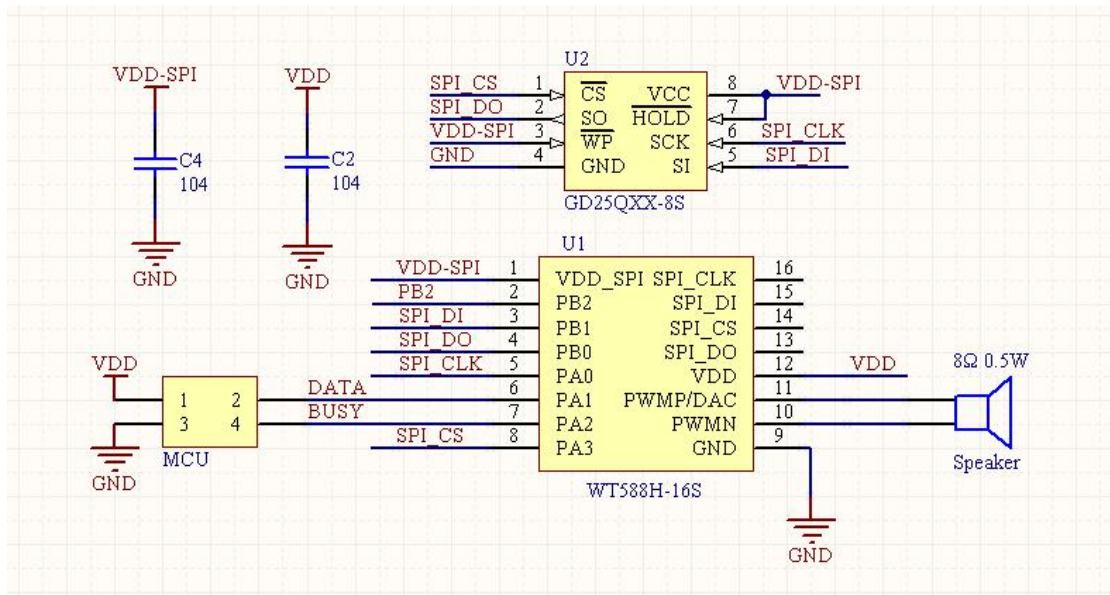 VDD-SPI
C4
104
GND
VDD
C2
104
GND
U2
SPI_CS 1 CS VCC 8 VDD-SPI
SPI_DO 2 SO HOLD 7
VDD-SPI 3 WP SCK 6 SPI_CLK
GND 4 GND SI 5 SPI_DI
GD25QXX-8S
U1
VDD-SPI 1 VDD_SPI SPI_CLK 16
PB2 2 PB2 SPI_DI 15
SPI_DI 3 PB1 SPI_CS 14
SPI_DO 4 PB0 SPI_DO 13
SPI_CLK 5 PA0 VDD 12 VDD
DATA 6 PA1 PWMP/DAC 11
BUSY 7 PA2 PWMN 10
SPI_CS 8 PA3 GND 9
WT588H-16S
VDD
1 2
3 4
MCU
GND
8Ω 0.5W
Speaker
GND